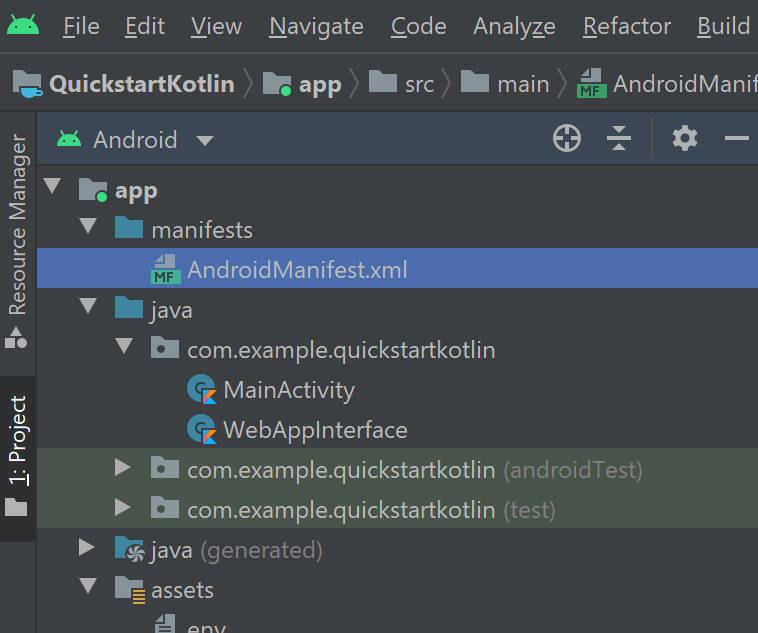 File Edit View Navigate Code Analyze Refactor Build
QuickstartKotlin app src main AndroidManif
Android
Resource Manager
1: Project
app
manifests
MF AndroidManifest.xml
java
com.example.quickstartkotlin
MainActivity
WebAppInterface
com.example.quickstartkotlin (androidTest)
com.example.quickstartkotlin (test)
java (generated)
assets
env